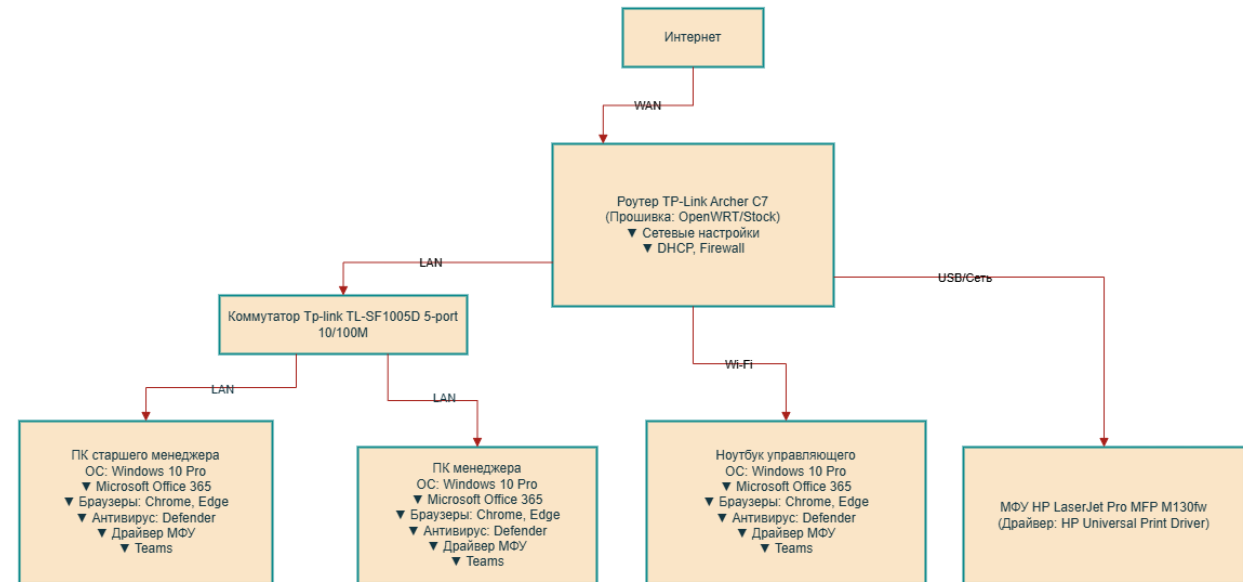 Интернет
WAN
Роутер TP-Link Archer C7
(Прошивка: OpenWRT/Stock)
▼ Сетевые настройки
▼ DHCP, Firewall
LAN
USB/Сеть
Коммутатор Tp-link TL-SF1005D 5-port
10/100M
Wi-Fi
LAN
LAN
ПК старшего менеджера
ОС: Windows 10 Pro
▼ Microsoft Office 365
▼ Браузеры: Chrome, Edge
▼ Антивирус: Defender
▼ Драйвер МФУ
▼ Teams
ПК менеджера
ОС: Windows 10 Pro
▼ Microsoft Office 365
▼ Браузеры: Chrome, Edge
▼ Антивирус: Defender
▼ Драйвер МФУ
▼ Teams
Ноутбук управляющего
ОС: Windows 10 Pro
▼ Microsoft Office 365
▼ Браузеры: Chrome, Edge
▼ Антивирус: Defender
▼ Драйвер МФУ
▼ Teams
МФУ HP LaserJet Pro MFP M130fw
(Драйвер: HP Universal Print Driver)